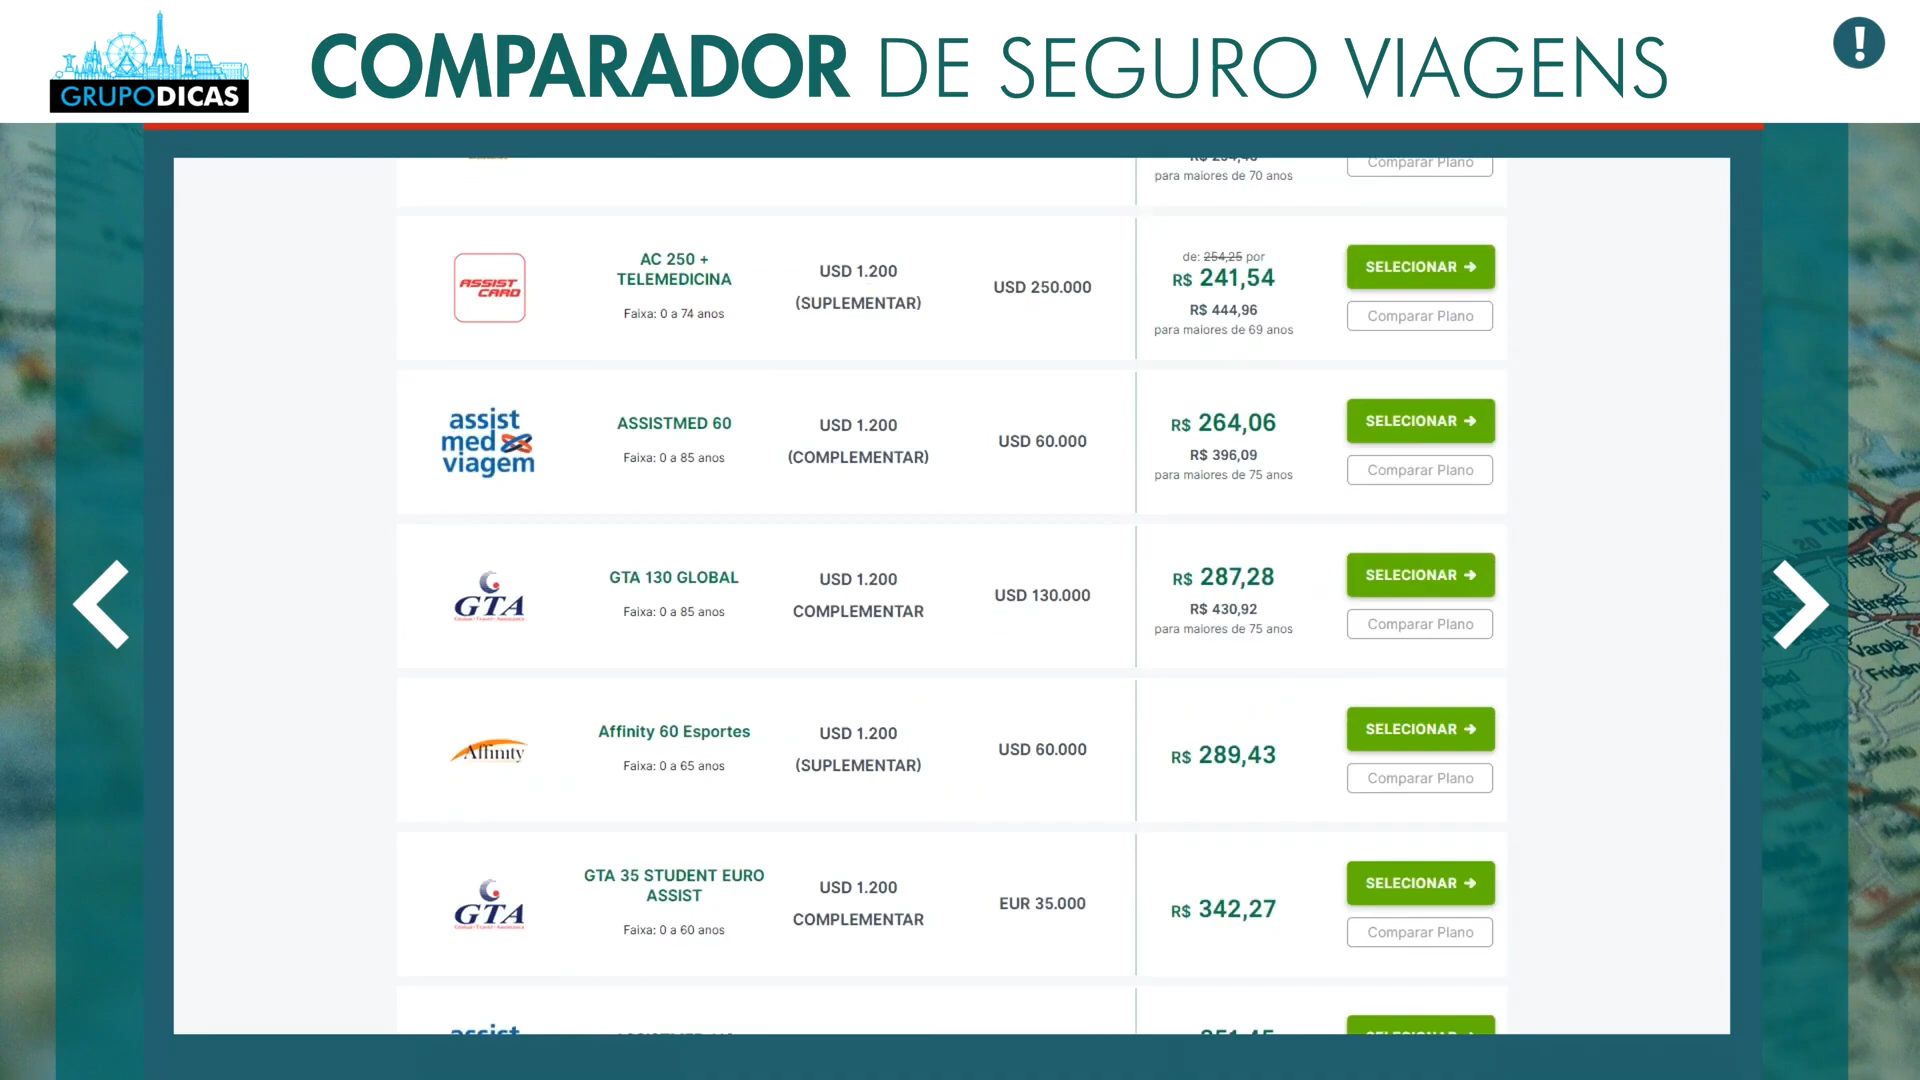 GRUPODICAS
COMPARADOR DE SEGURO VIAGENS
!
para maiores de 70 anos
Comparar Plano
ASSIST
CARD
AC 250 +
TELEMEDICINA
Faixa: 0 a 74 anos
USD 1.200
(SUPLEMENTAR)
USD 250.000
de: 254,25 por
R$ 241,54
R$ 444,96
para maiores de 69 anos
SELECIONAR →
Comparar Plano
assist
med
viagem
ASSISTMED 60
Faixa: 0 a 85 anos
USD 1.200
(COMPLEMENTAR)
USD 60.000
R$ 264,06
R$ 396,09
para maiores de 75 anos
SELECIONAR →
Comparar Plano
GTA
GTA 130 GLOBAL
Faixa: 0 a 85 anos
USD 1.200
COMPLEMENTAR
USD 130.000
R$ 287,28
R$ 430,92
para maiores de 75 anos
SELECIONAR →
Comparar Plano
Affinity
Affinity 60 Esportes
Faixa: 0 a 65 anos
USD 1.200
(SUPLEMENTAR)
USD 60.000
R$ 289,43
SELECIONAR →
Comparar Plano
GTA
GTA 35 STUDENT EURO
ASSIST
Faixa: 0 a 60 anos
USD 1.200
COMPLEMENTAR
EUR 35.000
R$ 342,27
SELECIONAR →
Comparar Plano
assist
Vargas
Varola